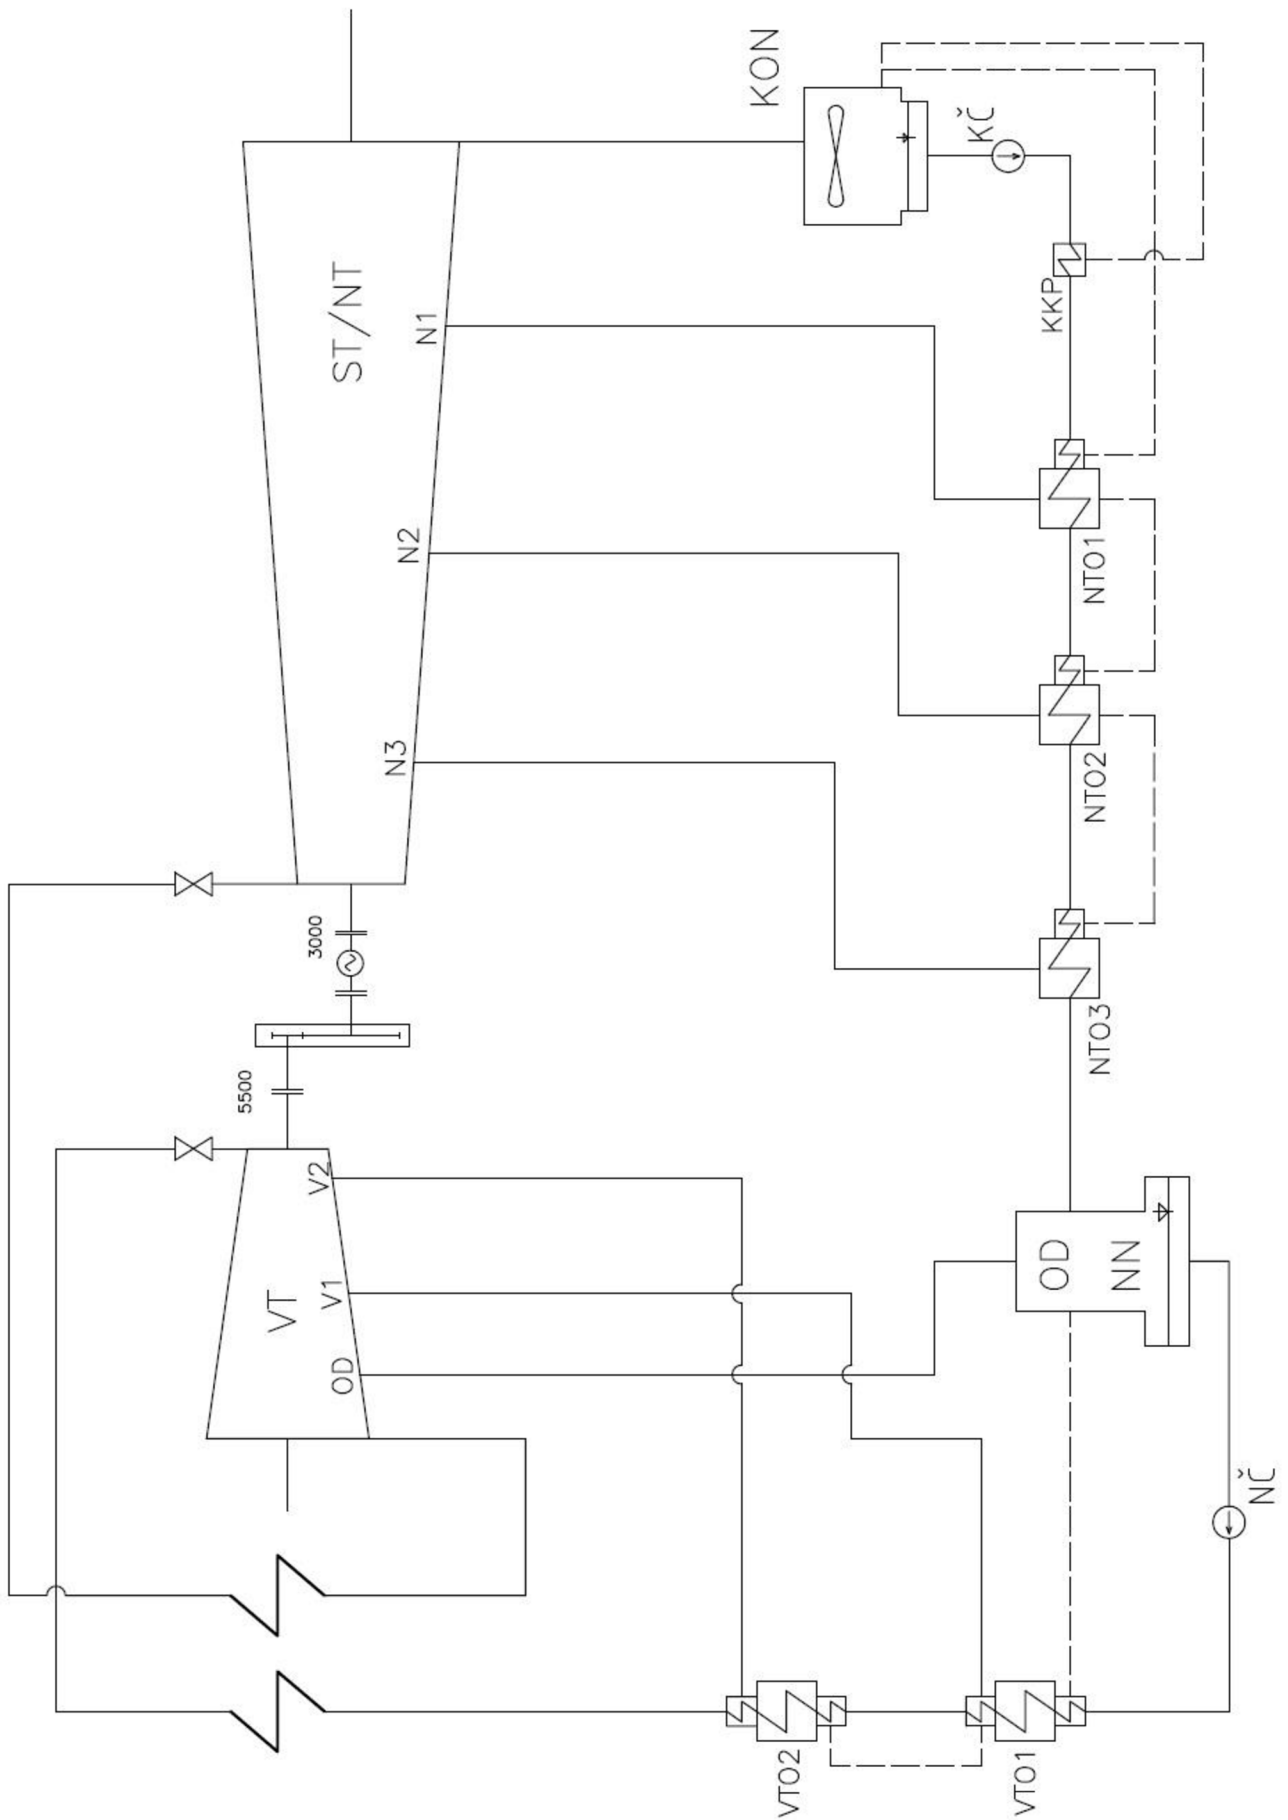 KON
KČ
ST/NT
KKP
N1
NTO1
N2
NTO2
N3
3000
NTO3
5500
V2
OD
NN
V1
VT
OD
NČ
VTO2
VTO1